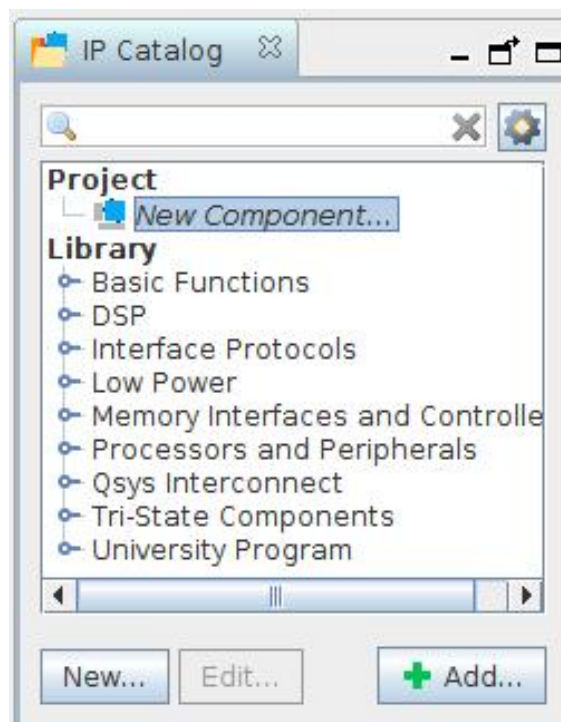 IP Catalog
Project
New Component...
Library
Basic Functions
DSP
Interface Protocols
Low Power
Memory Interfaces and Controlle
Processors and Peripherals
Qsys Interconnect
Tri-State Components
University Program
New... Edit... Add...